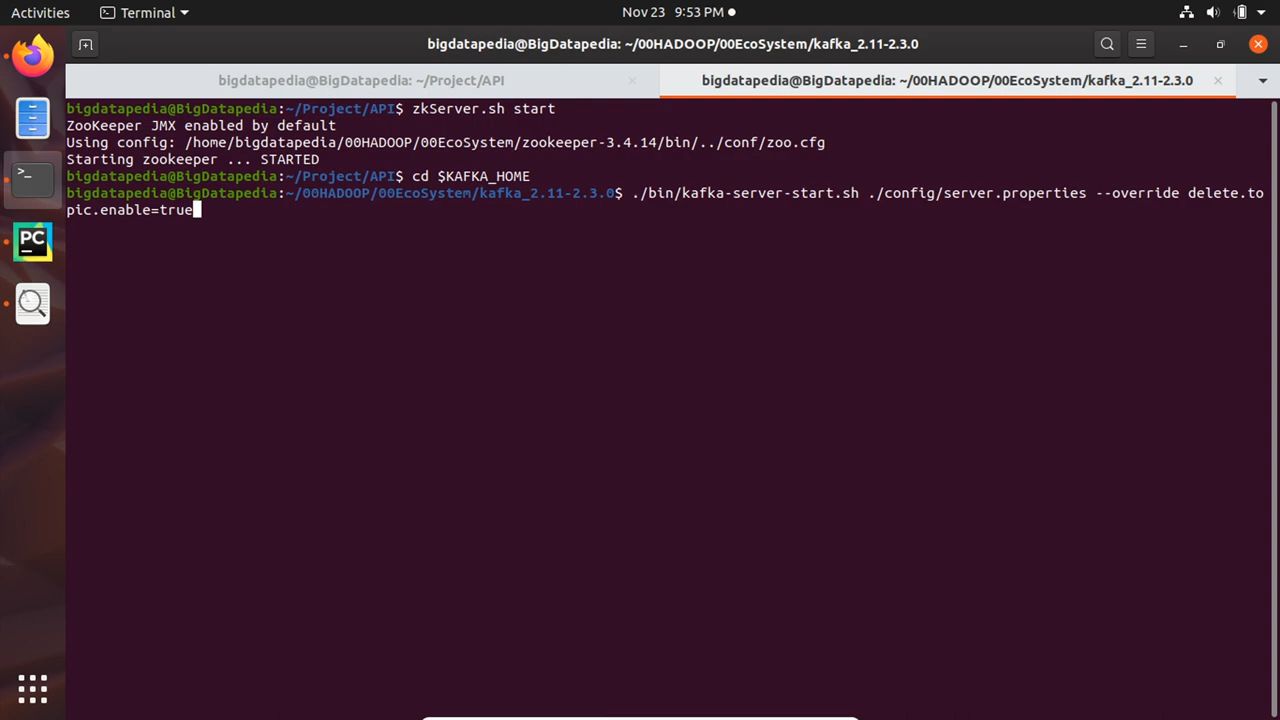 Activities
Terminal
Nov 23 9:53 PM
bigdatapedia@BigDatapedia: ~/00HADOOP/00EcoSystem/kafka_2.11-2.3.0
bigdatapedia@BigDatapedia: ~/Project/API
bigdatapedia@BigDatapedia: ~/00HADOOP/00EcoSystem/kafka_2.11-2.3.0
bigdatapedia@BigDatapedia:~/Project/API$ zkServer.sh start
ZooKeeper JMX enabled by default
Using config: /home/bigdatapedia/00HADOOP/00EcoSystem/zookeeper-3.4.14/bin/../conf/zoo.cfg
Starting zookeeper ... STARTED
bigdatapedia@BigDatapedia:~/Project/API$ cd $KAFKA_HOME
bigdatapedia@BigDatapedia:~/00HADOOP/00EcoSystem/kafka_2.11-2.3.0$ ./bin/kafka-server-start.sh ./config/server.properties --override delete.to
pic.enable=true
>_
PC